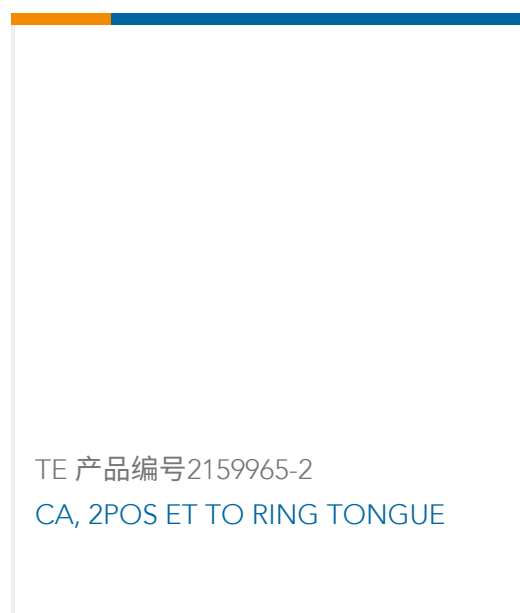 TE 产品编号2159965-2
CA, 2POS ET TO RING TONGUE